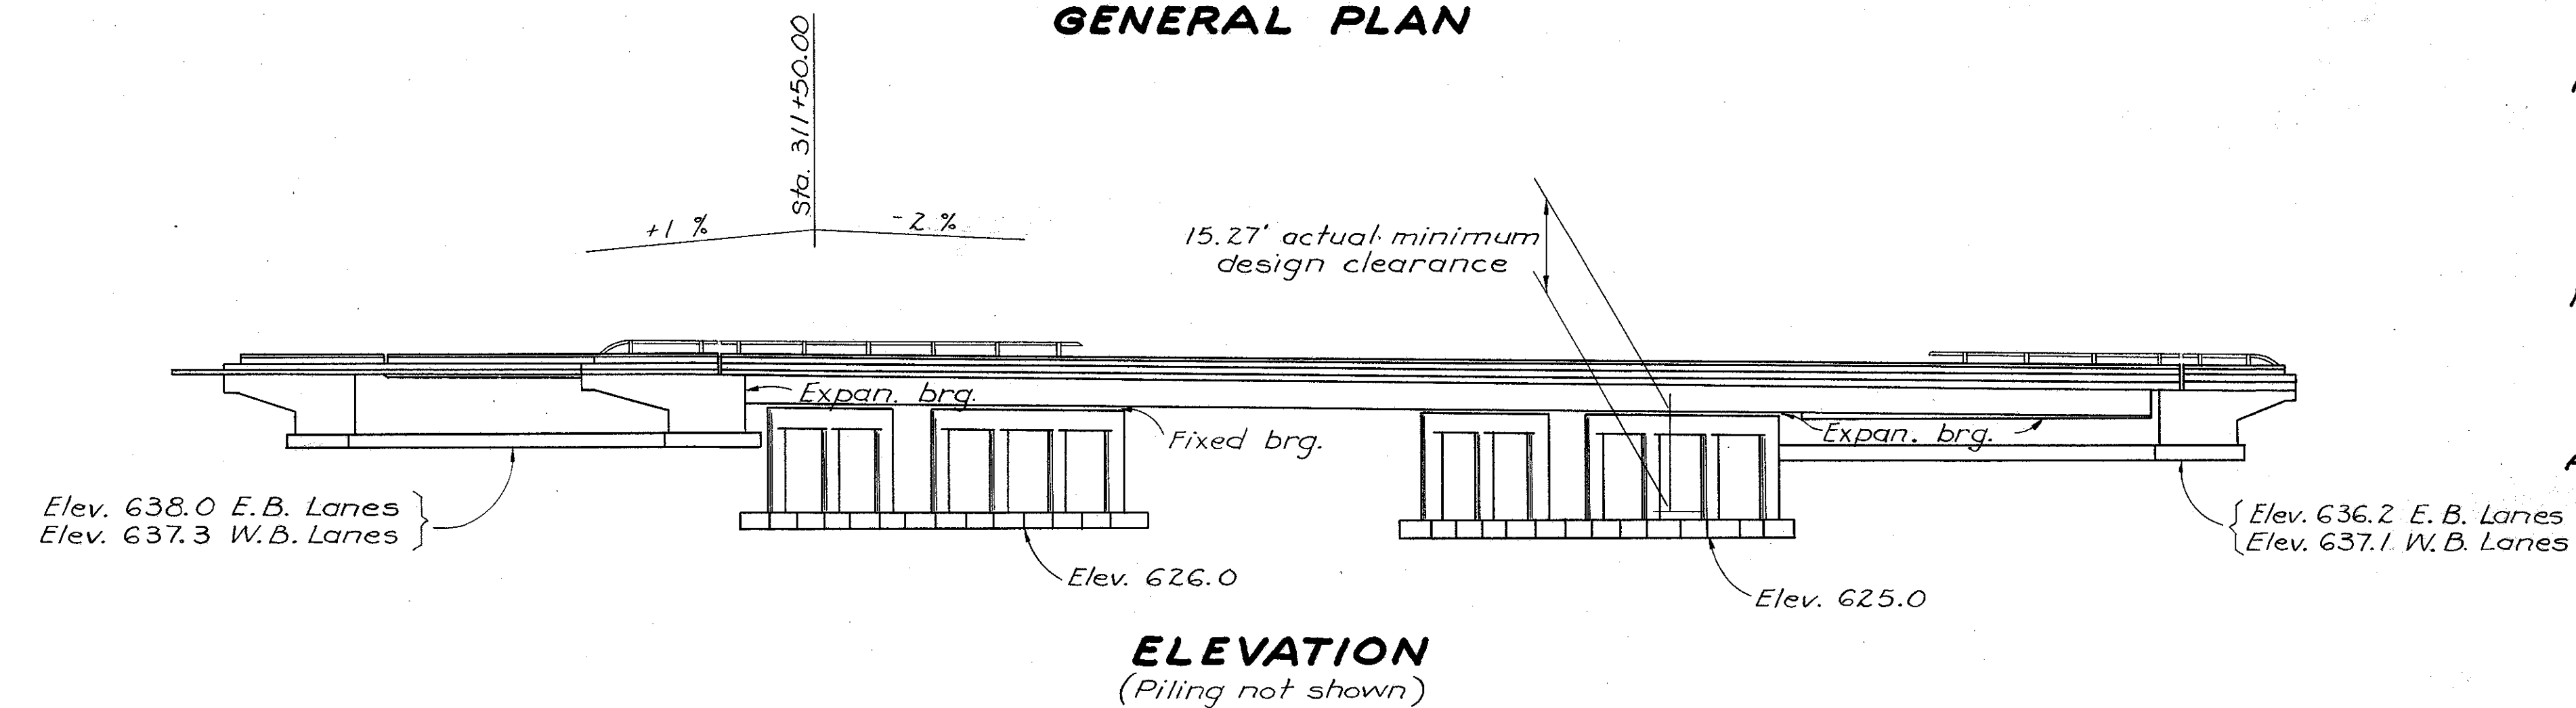 GENERAL PLAN
Sta. 311+50.00
+1 %
-2 %
15.27' actual minimum
design clearance
Expan. brg.
Fixed brg.
Expan. brg.
Elev. 638.0 E.B. Lanes
Elev. 637.3 W.B. Lanes
Elev. 636.2 E.B. Lanes
Elev. 637.1 W.B. Lanes
Elev. 626.0
Elev. 625.0
ELEVATION
(Piling not shown)